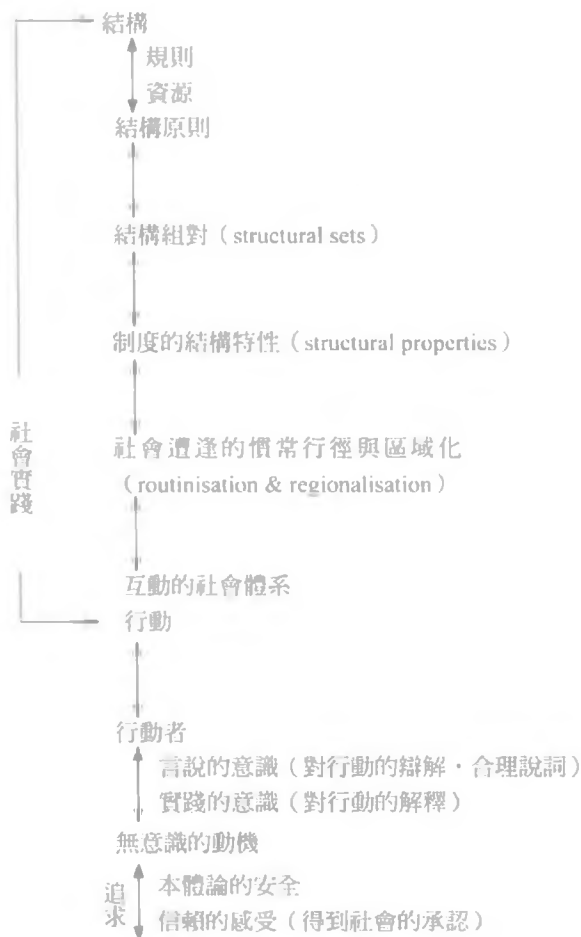 結構
規則
資源
結構原則
結構組對（structural sets）
制度的結構特性（structural properties）
社會實踐
社會遭逢的慣常行徑與區域化
（routinisation & regionalisation）
互動的社會體系
行動
行動者
言說的意識（對行動的辯解・合理說詞）
實踐的意識（對行動的解釋）
無意識的動機
追求
本體論的安全
信賴的感受（得到社會的承認）